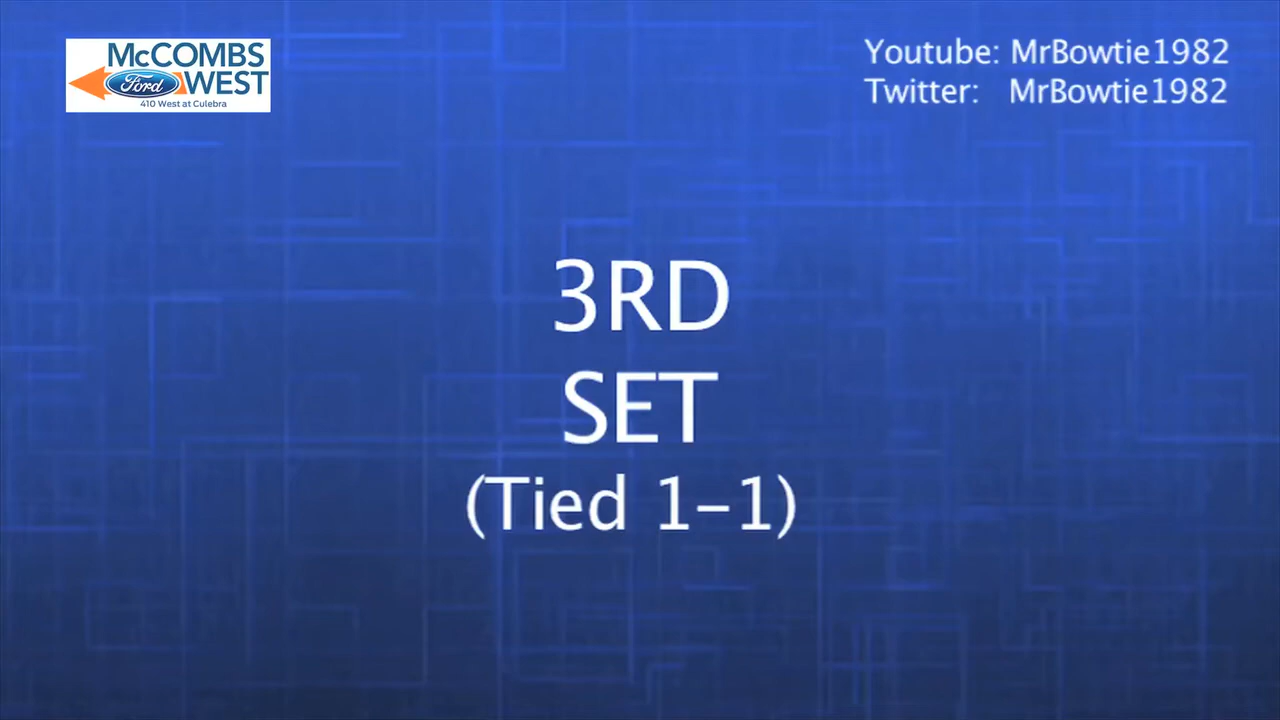 McCOMBS
Ford WEST
410 West at Culebra
Youtube: MrBowtie1982
Twitter: MrBowtie1982
3RD
SET
(Tied 1-1)